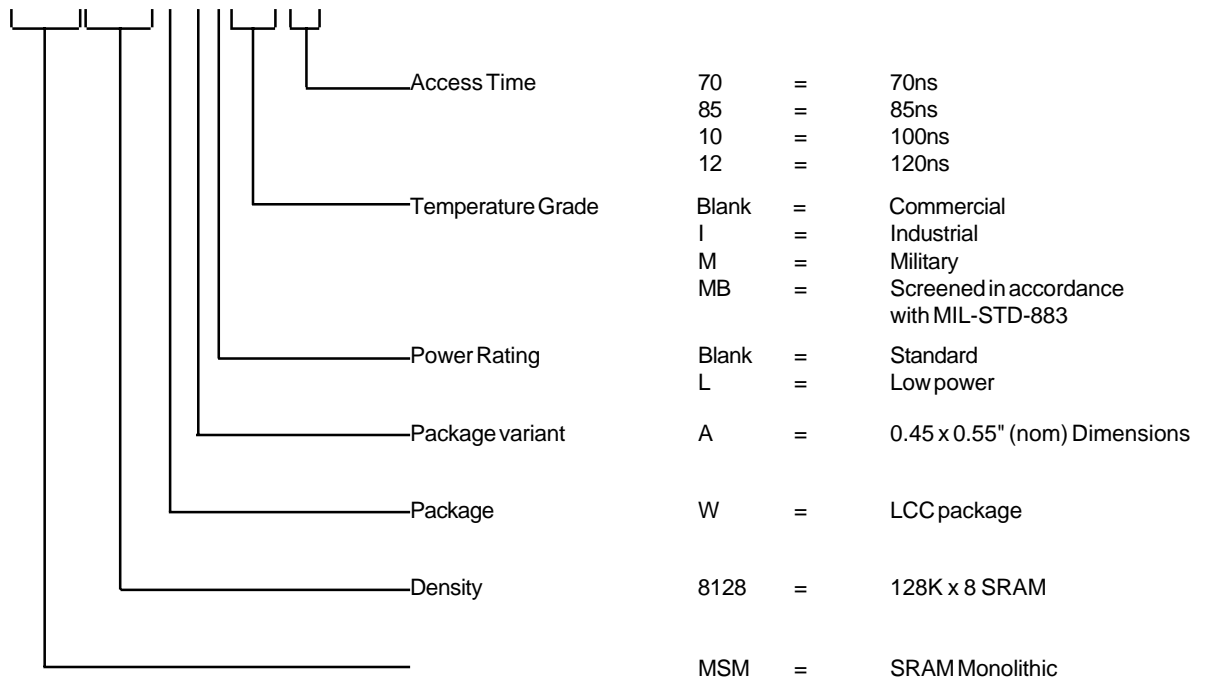 Access Time 70 = 70ns
85 = 85ns
10 = 100ns
12 = 120ns
Temperature Grade Blank = Commercial
I = Industrial
M = Military
MB = Screened in accordance
with MIL-STD-883
Power Rating Blank = Standard
L = Low power
Package variant A = 0.45 x 0.55" (nom) Dimensions
Package W = LCC package
Density 8128 = 128K x 8 SRAM
MSM = SRAM Monolithic